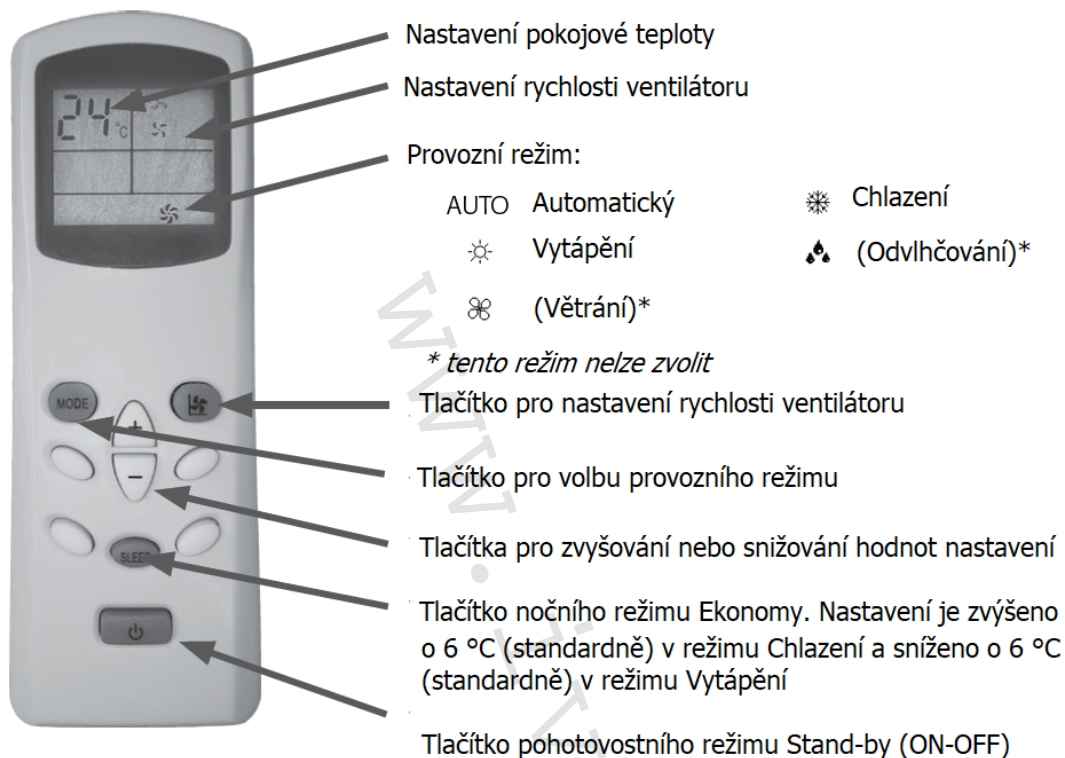 Nastavení pokojové teploty
Nastavení rychlosti ventilátoru
24 °C
Provozní režim:
AUTO Automatický
Chlazení
Vytápění
(Odvlhčování)*
(Větrání)*
* tento režim nelze zvolit
MODE
Tlačítko pro nastavení rychlosti ventilátoru
+
-
Tlačítko pro volbu provozního režimu
Tlačítka pro zvyšování nebo snižování hodnot nastavení
SLEEP
Tlačítko nočního režimu Ekonomy. Nastavení je zvýšeno
o 6 °C (standardně) v režimu Chlazení a sníženo o 6 °C
(standardně) v režimu Vytápění
Tlačítko pohotovostního režimu Stand-by (ON-OFF)
www.